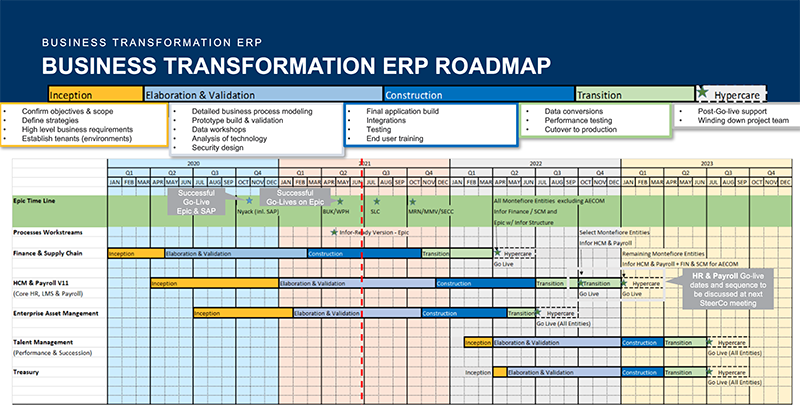 BUSINESS TRANSFORMATION ERP
BUSINESS TRANSFORMATION ERP ROADMAP
Inception
Elaboration & Validation
Construction
Transition
Hypercare
• Confirm objectives & scope
• Define strategies
• High level business requirements
• Establish tenants (environments)
• Detailed business process modeling
• Prototype build & validation
• Data workshops
• Analysis of technology
• Security design
• Final application build
• Integrations
• Testing
• End user training
• Data conversions
• Performance testing
• Cutover to production
• Post-Go-live support
• Winding down project team
2020 2021 2022 2023
Q1 Q2 Q3 Q4 Q1 Q2 Q3 Q4 Q1 Q2 Q3 Q4 Q1 Q2 Q3 Q4
JAN FEB MAR APR MAY JUN JUL AUG SEP OCT NOV DEC JAN FEB MAR APR MAY JUN JUL AUG SEP OCT NOV DEC JAN FEB MAR APR MAY JUN JUL AUG SEP OCT NOV DEC JAN FEB MAR APR MAY JUN JUL AUG SEP OCT NOV DEC
Epic Time Line
Successful
Go-Live
Epic & SAP
Nyack (inl. SAP)
Successful
Go-Lives on Epic
BUK/WPH
SLC
MRN/MMV/SECC
All Montefiore Entities excluding AECOM
Infor Finance / SCM and
Epic w/ Infor Structure
Processes Workstreams
Infor-Ready Version - Epic
Select Montefiore Entities
Infor HCM & Payroll
Finance & Supply Chain
Inception
Elaboration & Validation
Construction
Transition
Hypercare
Go Live
Remaining Montefiore Entities
Infor HCM & Payroll + FIN & SCM for AECOM
HCM & Payroll V11
(Core HR, LMS & Payroll)
Inception
Elaboration & Validation
Construction
Transition
Transition
Go Live
Hypercare
Go Live
HR & Payroll Go-live
dates and sequence to
be discussed at next
SteerCo meeting
Enterprise Asset Mangement
Inception
Elaboration & Validation
Construction
Transition
Hypercare
Go Live (All Entities)
Talent Management
(Performance & Succession)
Inception
Elaboration & Validation
Construction
Transition
Hypercare
Go Live (All Entities)
Treasury
Inception
Elaboration & Validation
Construction
Transition
Hypercare
Go Live (All Entities)